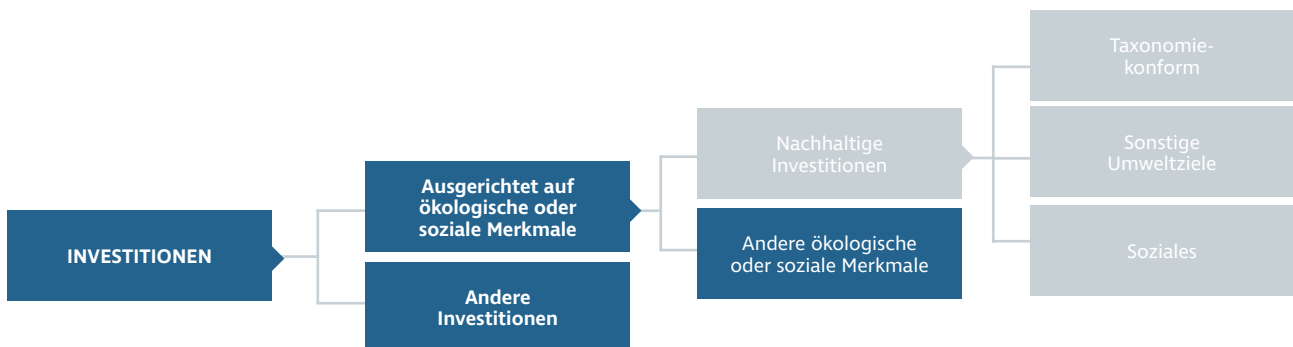 INVESTITIONEN
Ausgerichtet auf
ökologische oder
soziale Merkmale
Andere
Investitionen
Nachhaltige
Investitionen
Andere ökologische
oder soziale Merkmale
Taxonomie-
konform
Sonstige
Umweltziele
Soziales